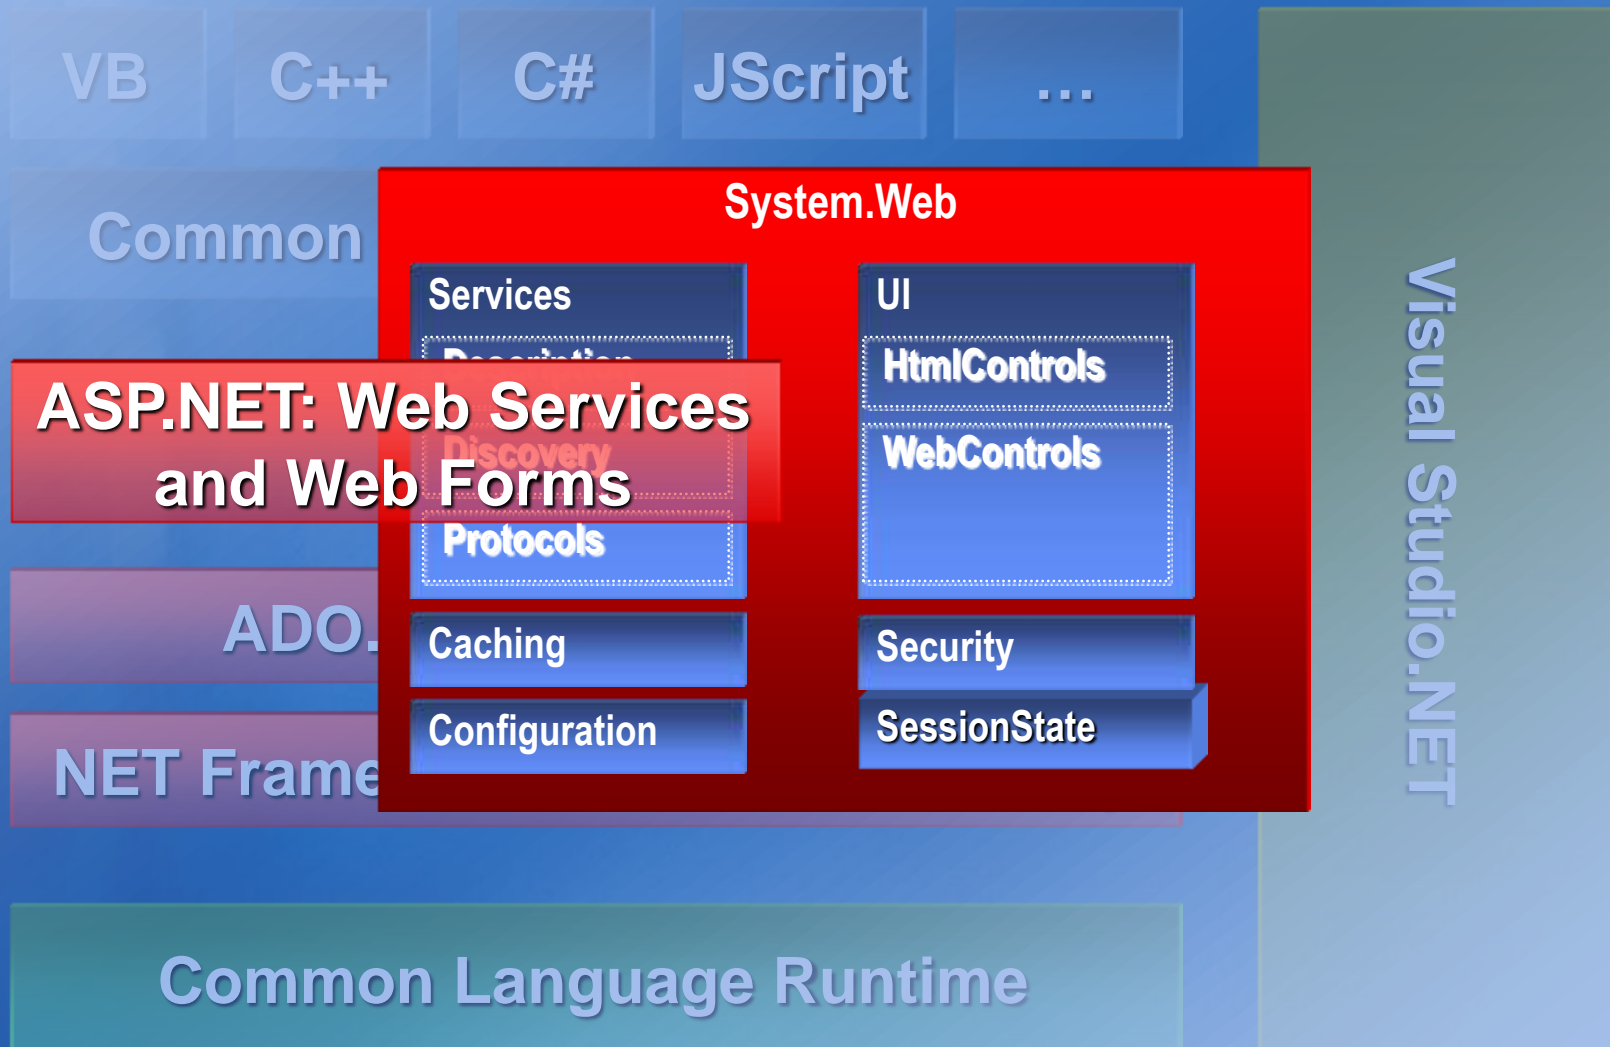 VB
C++
C#
JScript
...
Common
System.Web
Services
Description
Discovery
Protocols
UI
HtmlControls
WebControls
ASP.NET: Web Services
and Web Forms
ADO.
Caching
Security
NET Frame
Configuration
SessionState
Common Language Runtime
Visual Studio.NET